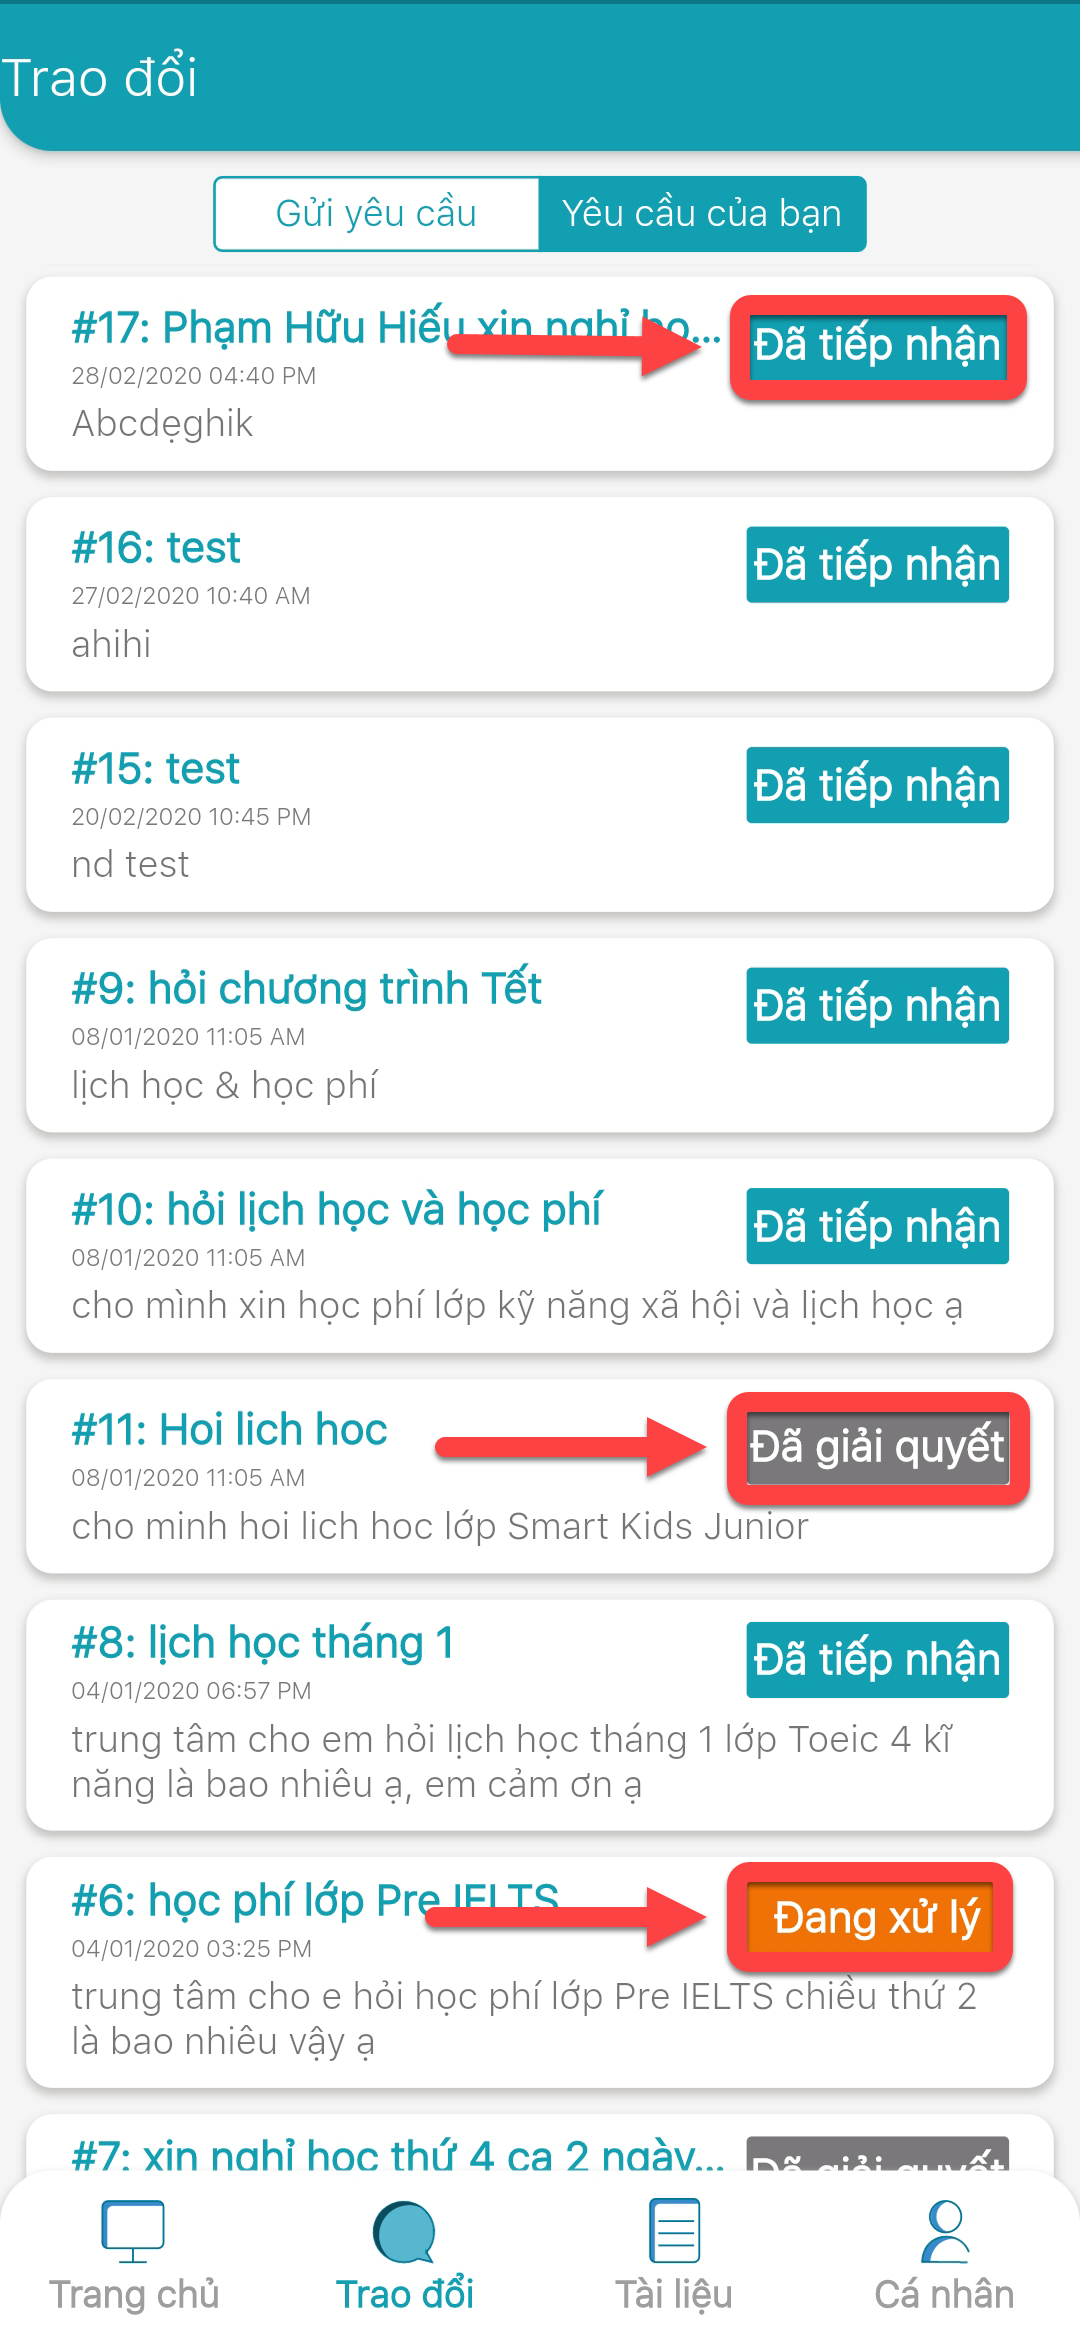 Trao đổi
Gửi yêu cầu
Yêu cầu của bạn
#17: Phạm Hữu Hiếu xin nghỉ ho...
Đã tiếp nhận
28/02/2020 04:40 PM
Abcdẹghik
#16: test
Đã tiếp nhận
27/02/2020 10:40 AM
ahihi
#15: test
Đã tiếp nhận
20/02/2020 10:45 PM
nd test
#9: hỏi chương trình Tết
Đã tiếp nhận
08/01/2020 11:05 AM
lịch học & học phí
#10: hỏi lịch học và học phí
Đã tiếp nhận
08/01/2020 11:05 AM
cho mình xin học phí lớp kỹ năng xã hội và lịch học ạ
#11: Hoi lich hoc
Đã giải quyết
08/01/2020 11:05 AM
cho minh hoi lich hoc lớp Smart Kids Junior
#8: lịch học tháng 1
Đã tiếp nhận
04/01/2020 06:57 PM
trung tâm cho em hỏi lịch học tháng 1 lớp Toeic 4 kĩ
năng là bao nhiêu ạ, em cảm ơn ạ
#6: học phí lớp Pre IELTS
Đang xử lý
04/01/2020 03:25 PM
trung tâm cho e hỏi học phí lớp Pre IELTS chiều thứ 2
là bao nhiêu vậy ạ
#7: xin nghỉ học thứ 4 ca 2 ngày...
Đã giải quyết
Trang chủ
Trao đổi
Tài liệu
Cá nhân